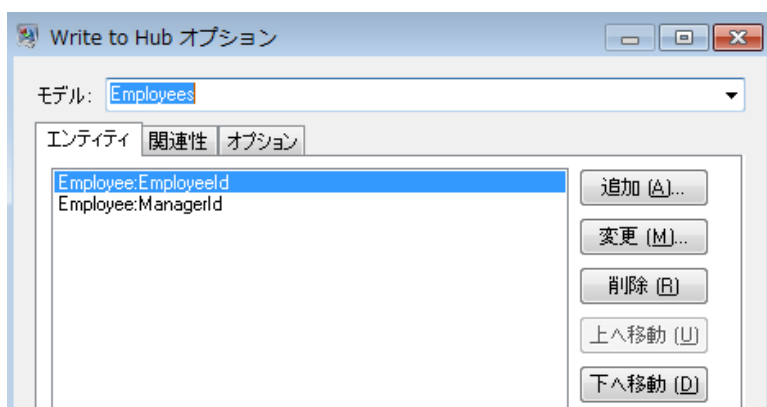 Write to Hub オプション
モデル: Employees
エンティティ 関連性 オプション
Employee:EmployeeId
Employee:ManagerId
追加 (A)...
変更 (M)...
削除 (R)
上へ移動 (U)
下へ移動 (D)